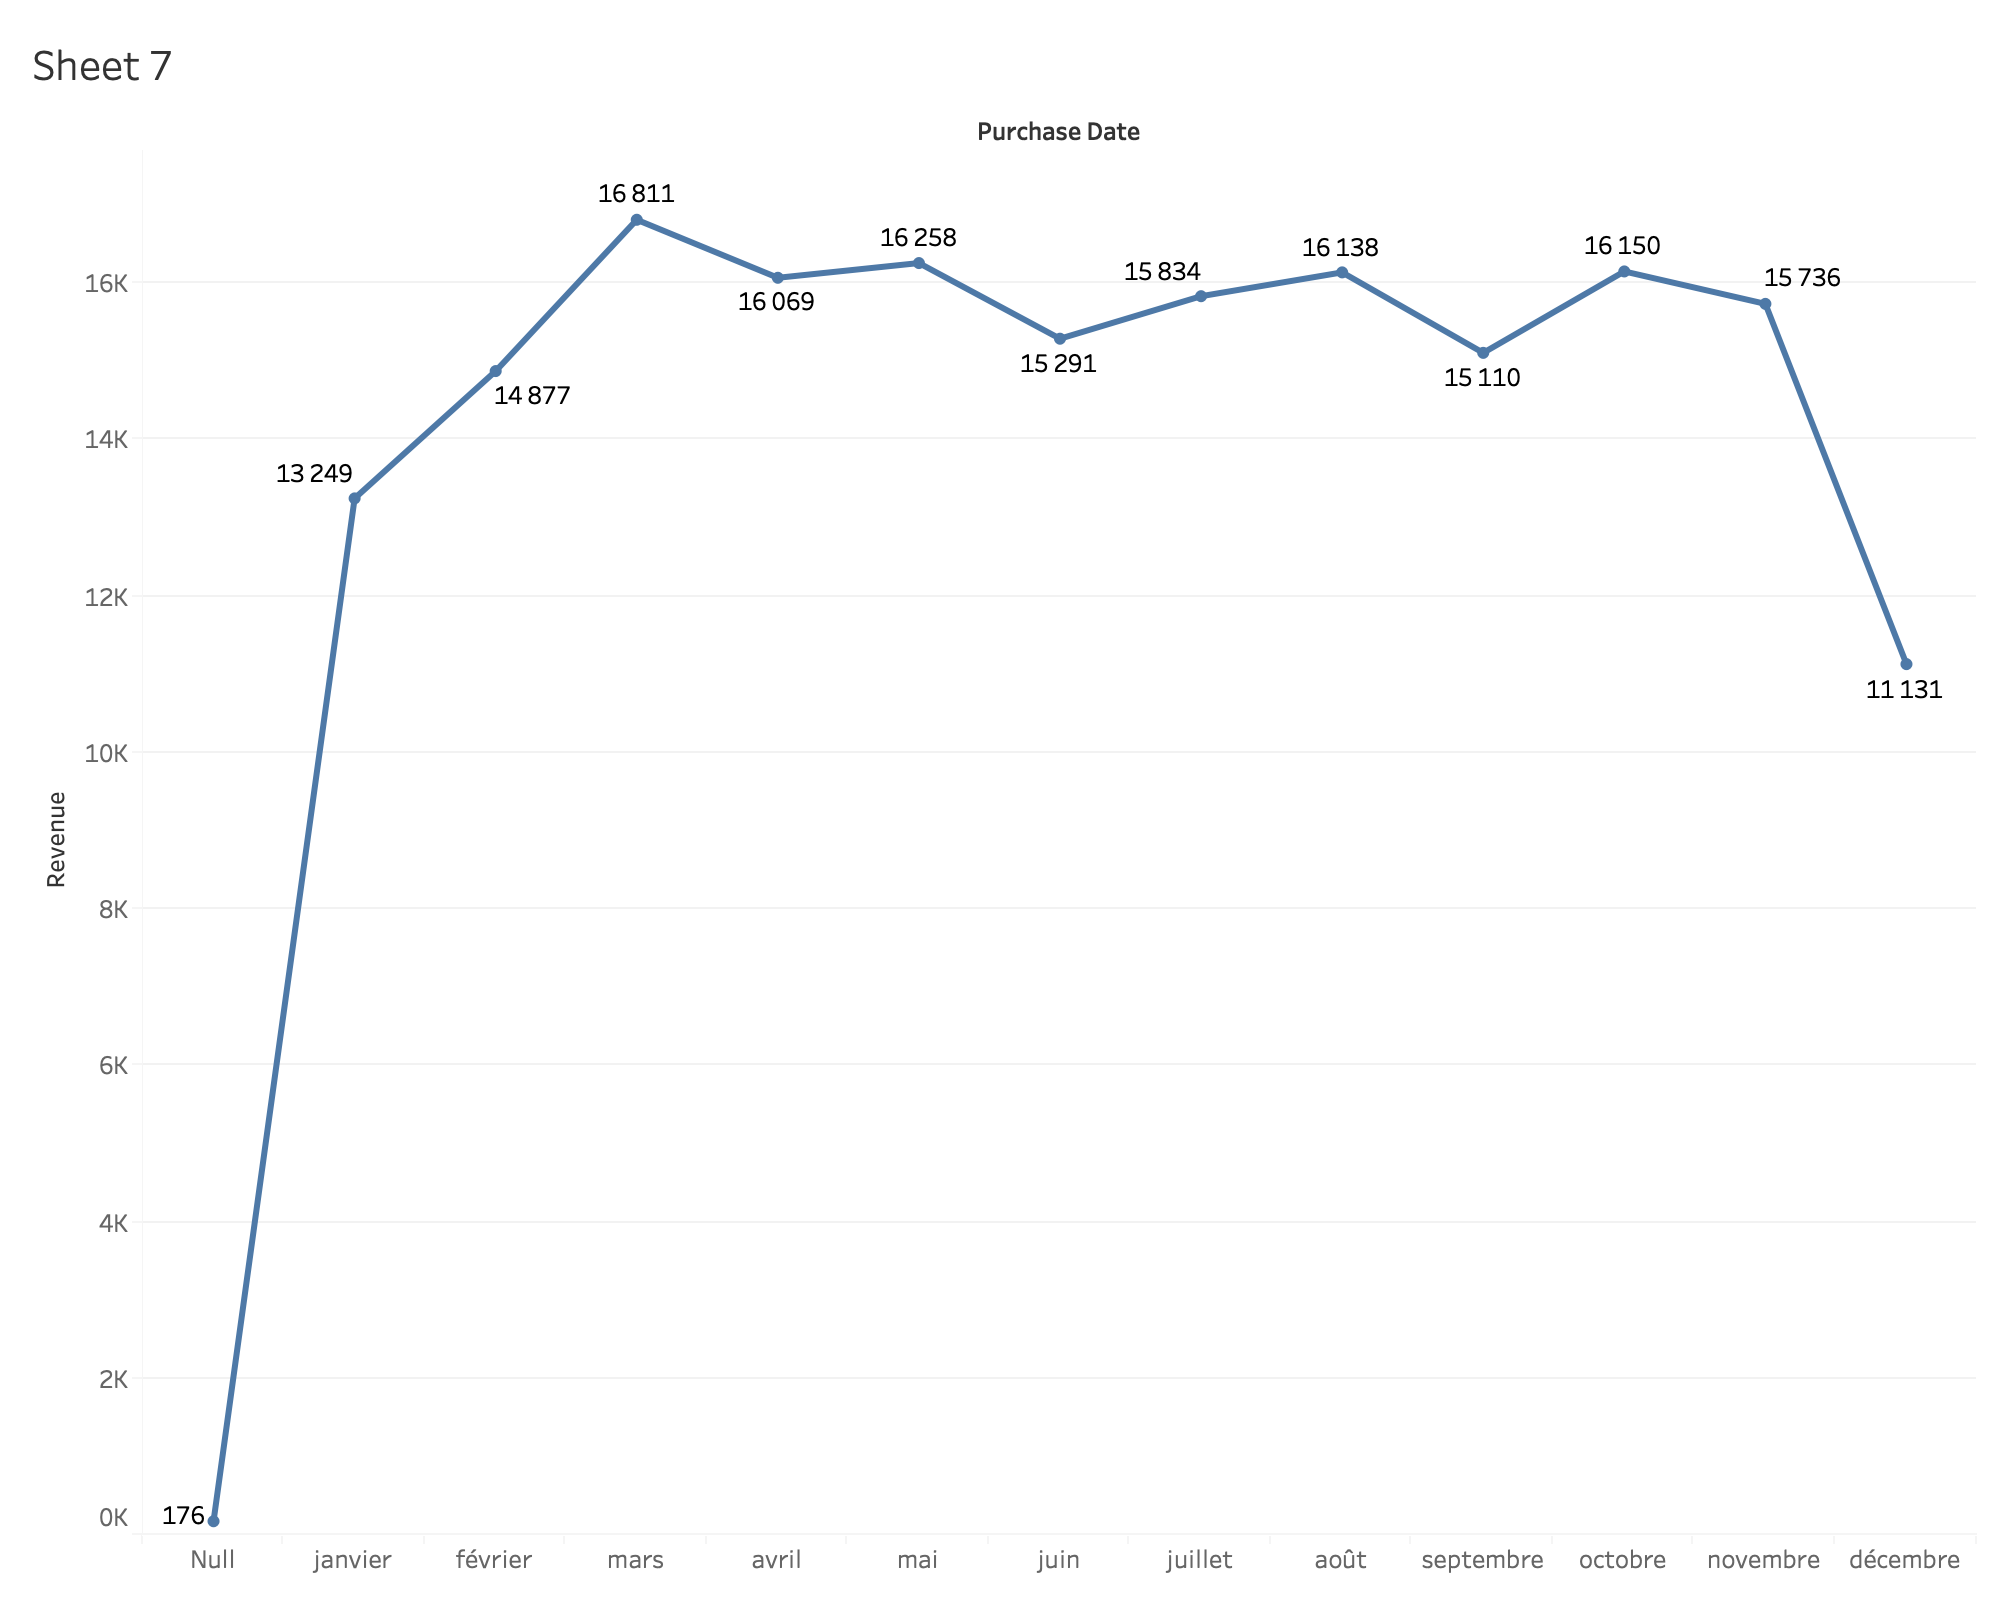 Sheet 7
Purchase Date
16 811
16 258
16 138
16 150
15 834
15 736
16K
16 069
15 291
15 110
14 877
14K
13 249
12K
11 131
10K
Revenue
8K
6K
4K
2K
176
0K
Null janvier février mars avril mai juin juillet août septembre octobre novembre décembre